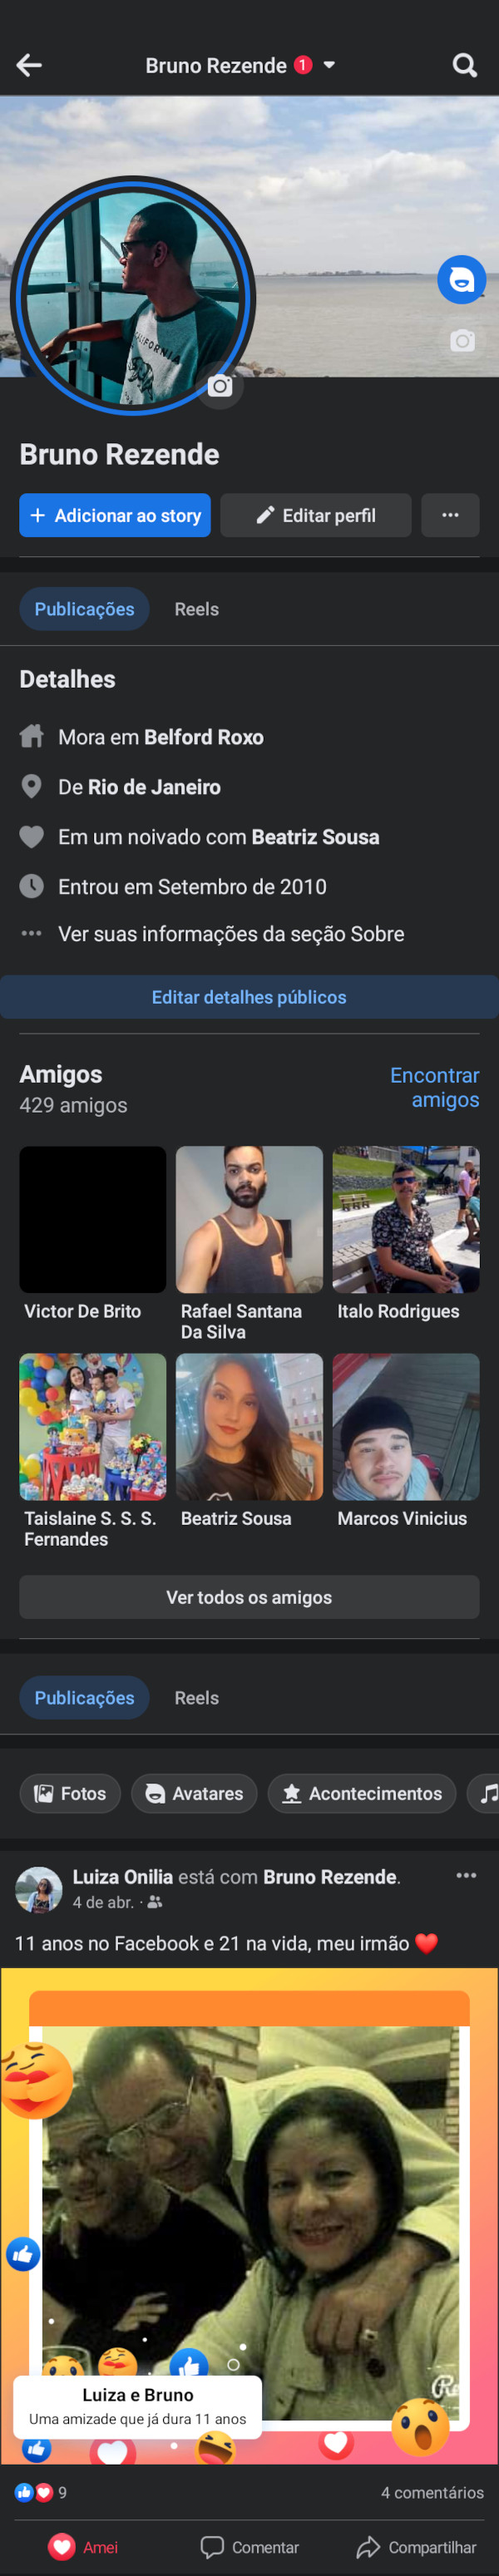 Bruno Rezende 1
CALIFORNIA
Bruno Rezende
+ Adicionar ao story
Editar perfil
Publicações
Reels
Detalhes
Mora em Belford Roxo
De Rio de Janeiro
Em um noivado com Beatriz Sousa
Entrou em Setembro de 2010
Ver suas informações da seção Sobre
Editar detalhes públicos
Amigos
429 amigos
Encontrar
amigos
Victor De Brito
Rafael Santana
Da Silva
Italo Rodrigues
Taislaine S. S. S.
Fernandes
Beatriz Sousa
Marcos Vinicius
Ver todos os amigos
Publicações
Reels
Fotos
Avatares
Acontecimentos
Luiza Onilia está com Bruno Rezende.
4 de abr. ·
11 anos no Facebook e 21 na vida, meu irmão ❤️
Luiza e Bruno
Uma amizade que já dura 11 anos
9
4 comentários
Amei
Comentar
Compartilhar